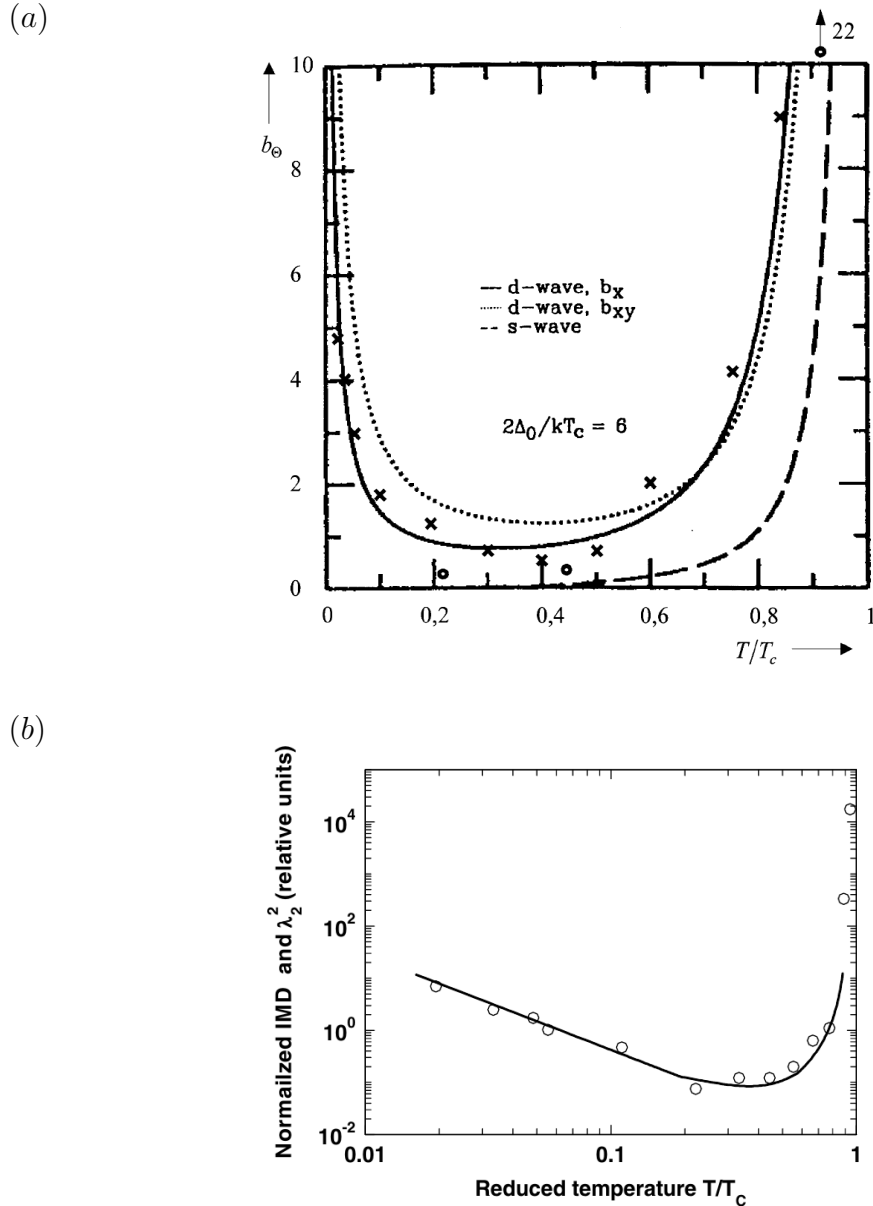 (a)
22
10
b_Θ
8
6
d-wave, b_x
d-wave, b_xy
s-wave
4
2Δ_0/kT_c = 6
2
0
0 0,2 0,4 0,6 0,8 1
T/T_c
(b)
Normailzed IMD and λ_2^2 (relative units)
10^4
10^2
10^0
10^-2
0.01 0.1 1
Reduced temperature T/T_C